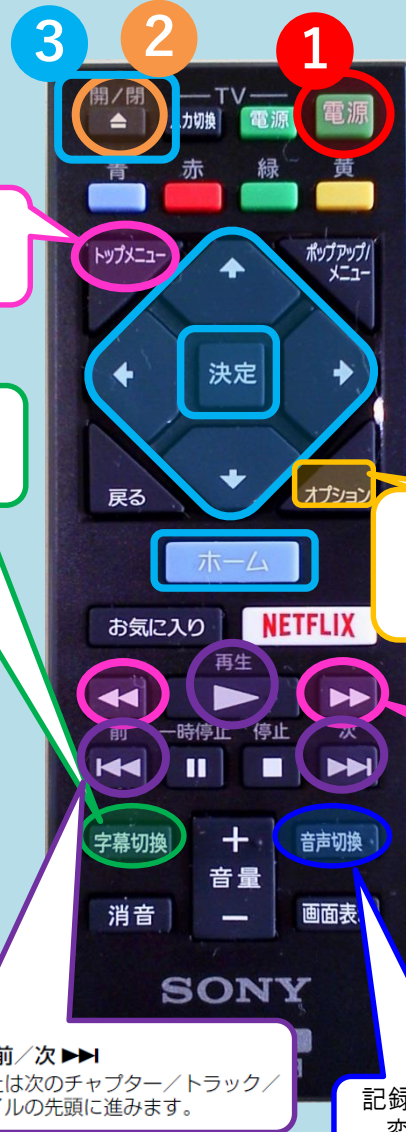 3 2 1
開/閉 TV
入力切換 電源 電源
青 赤 緑 黄
トップメニュー ポップアップ/
メニュー
決定
戻る オプション
ホーム
お気に入り NETFLIX
再生
前 一時停止 停止 次
字幕切換 + 音声切換
音量
消音 − 画面表
SONY
前/次 ▶▶I
は次のチャプター/トラック/
ルの先頭に進みます。
記録
変